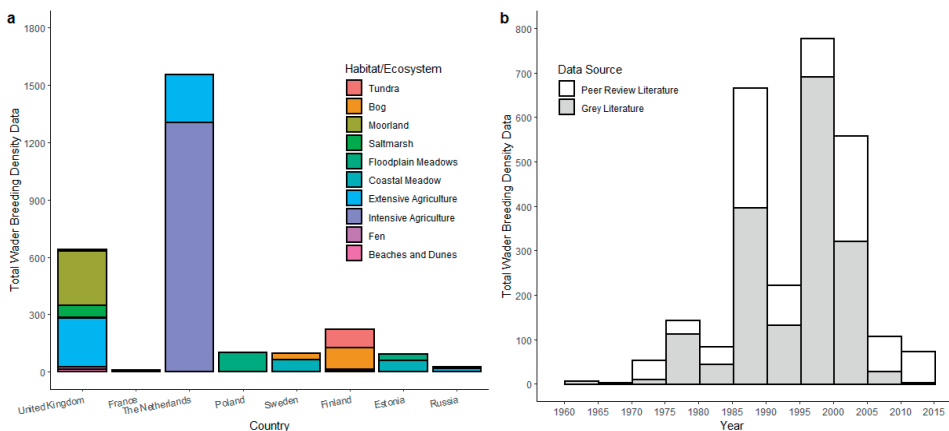 a
Total Wader Breeding Density Data
1800
1500
1200
900
600
300
0
Habitat/Ecosystem
Tundra
Bog
Moorland
Saltmarsh
Floodplain Meadows
Coastal Meadow
Extensive Agriculture
Intensive Agriculture
Fen
Beaches and Dunes
United Kingdom
France
The Netherlands
Poland
Sweden
Finland
Estonia
Russia
Country
b
Total Wader Breeding Density Data
800
700
600
500
400
300
200
100
0
Data Source
Peer Review Literature
Grey Literature
1960 1965 1970 1975 1980 1985 1990 1995 2000 2005 2010 2015
Year